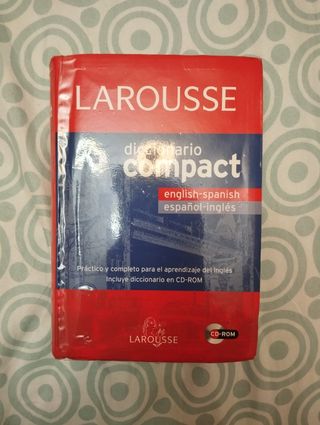 LAROUSSE
diccionario
compact
english-spanish
español-inglés
Práctico y completo para el aprendizaje del inglés
Incluye diccionario en CD-ROM
LAROUSSE
CD-ROM